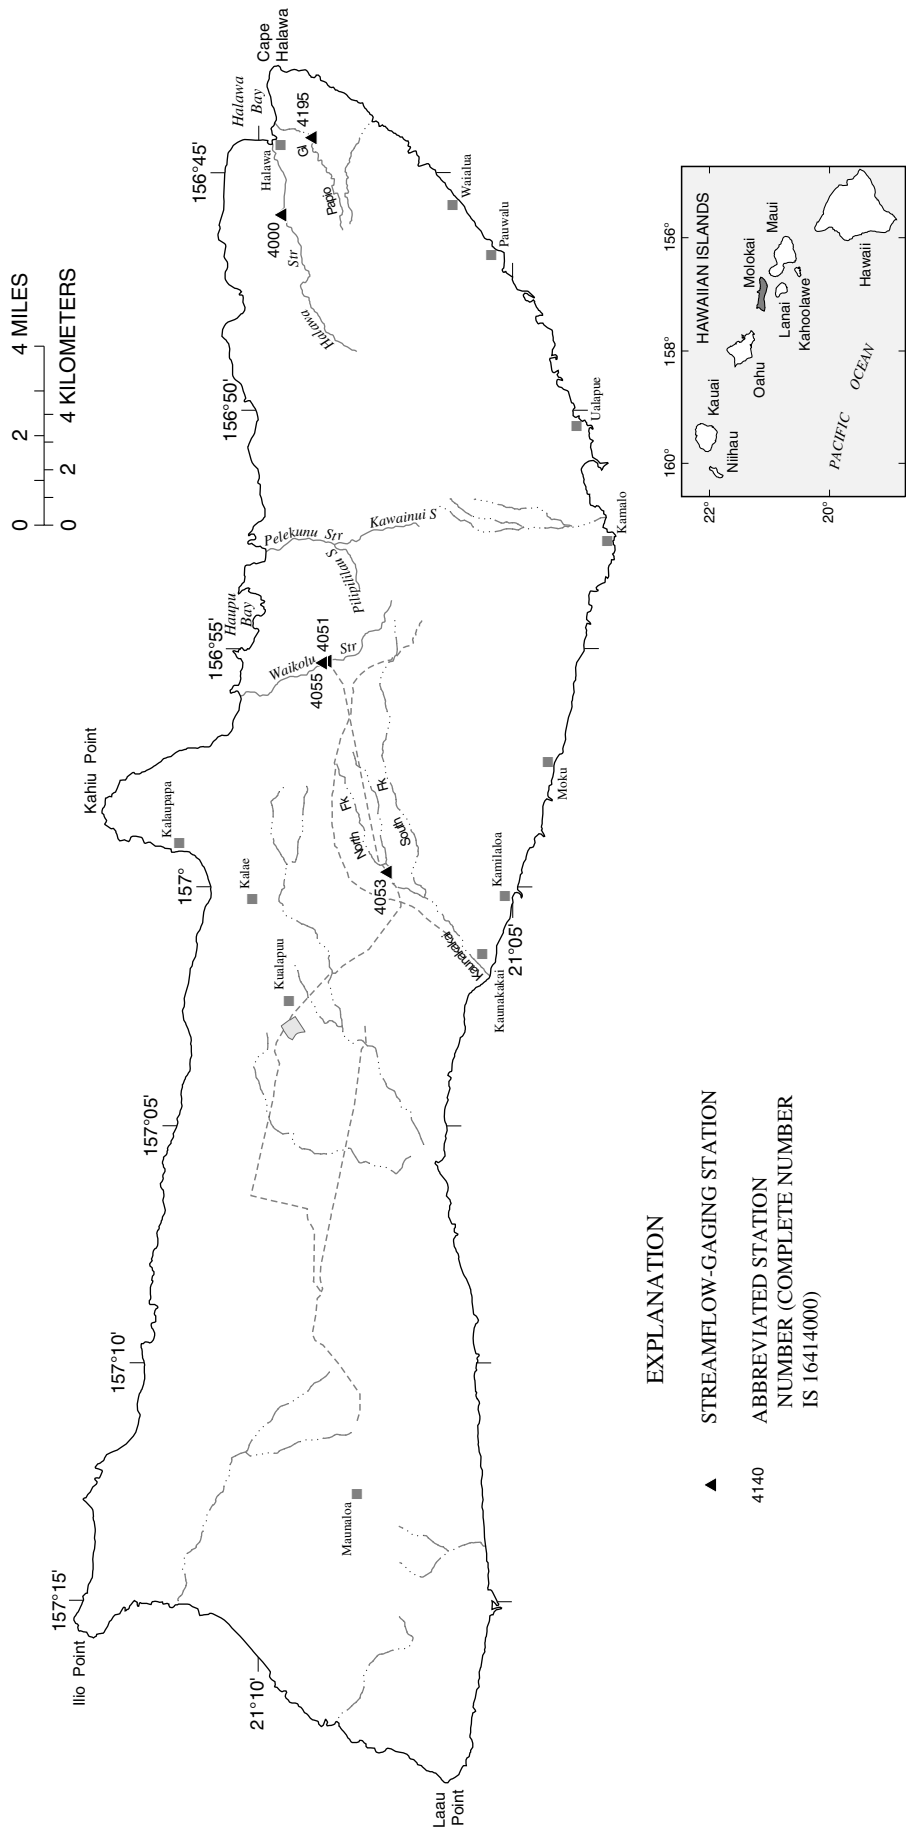 0 2 4 MILES
0 2 4 KILOMETERS
Ilio Point
157°15'
157°10'
157°05'
157°
Kahiu Point
Kalaupapa
Kalae
156°55'
Haupu
Bay
156°50'
156°45'
Halawa
Bay
Cape
Halawa
Halawa
4195
Gl
Papio
4000
Str
Halawa
Pelekunu Str
Kawainui S
Pilipililau S
Waikolu
Str
4051
4055
North
Fk
South
Fk
4053
Kaunakakai
Kualapuu
Maunaloa
Laau
Point
21°10'
21°05'
Kaunakakai
Kamilaloa
Moku
Kamalo
Ualapue
Pauwalu
Waialua
EXPLANATION
STREAMFLOW-GAGING STATION
4140
ABBREVIATED STATION
NUMBER (COMPLETE NUMBER
IS 16414000)
160°
158°
156°
22°
20°
HAWAIIAN ISLANDS
Niihau
Kauai
Oahu
Molokai
Maui
Lanai
Kahoolawe
Hawaii
PACIFIC OCEAN